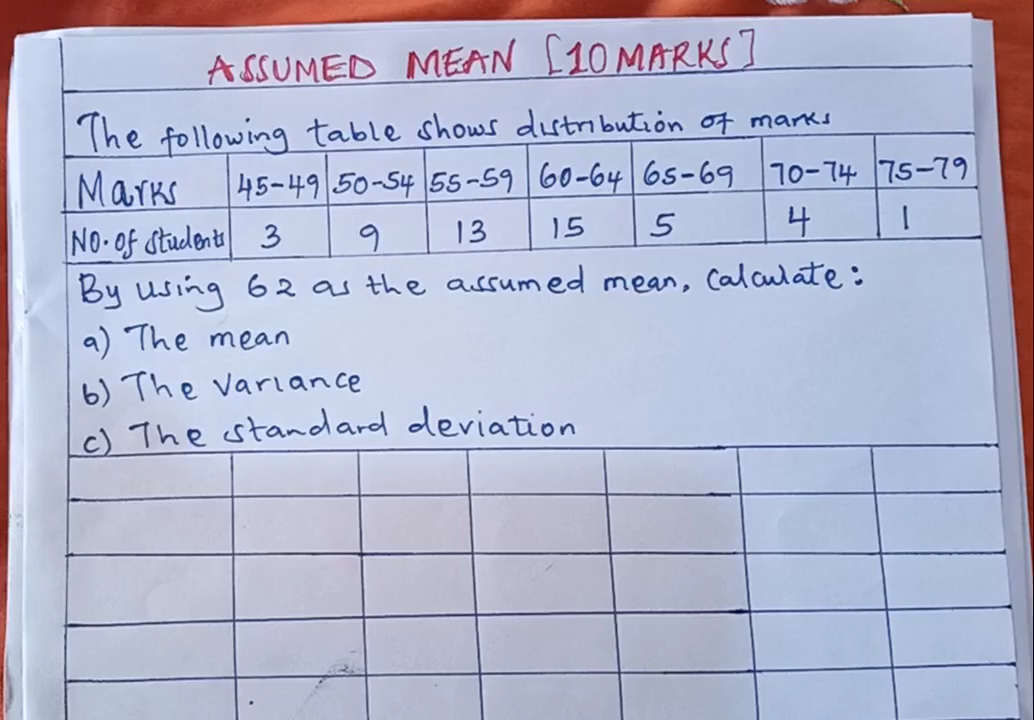 ASSUMED MEAN [10 MARKS]
The following table shows distribution of marks
Marks 45-49 50-54 55-59 60-64 65-69 70-74 75-79
NO. of students 3 9 13 15 5 4 1
By using 62 as the assumed mean, calculate:
a) The mean
b) The variance
c) The standard deviation